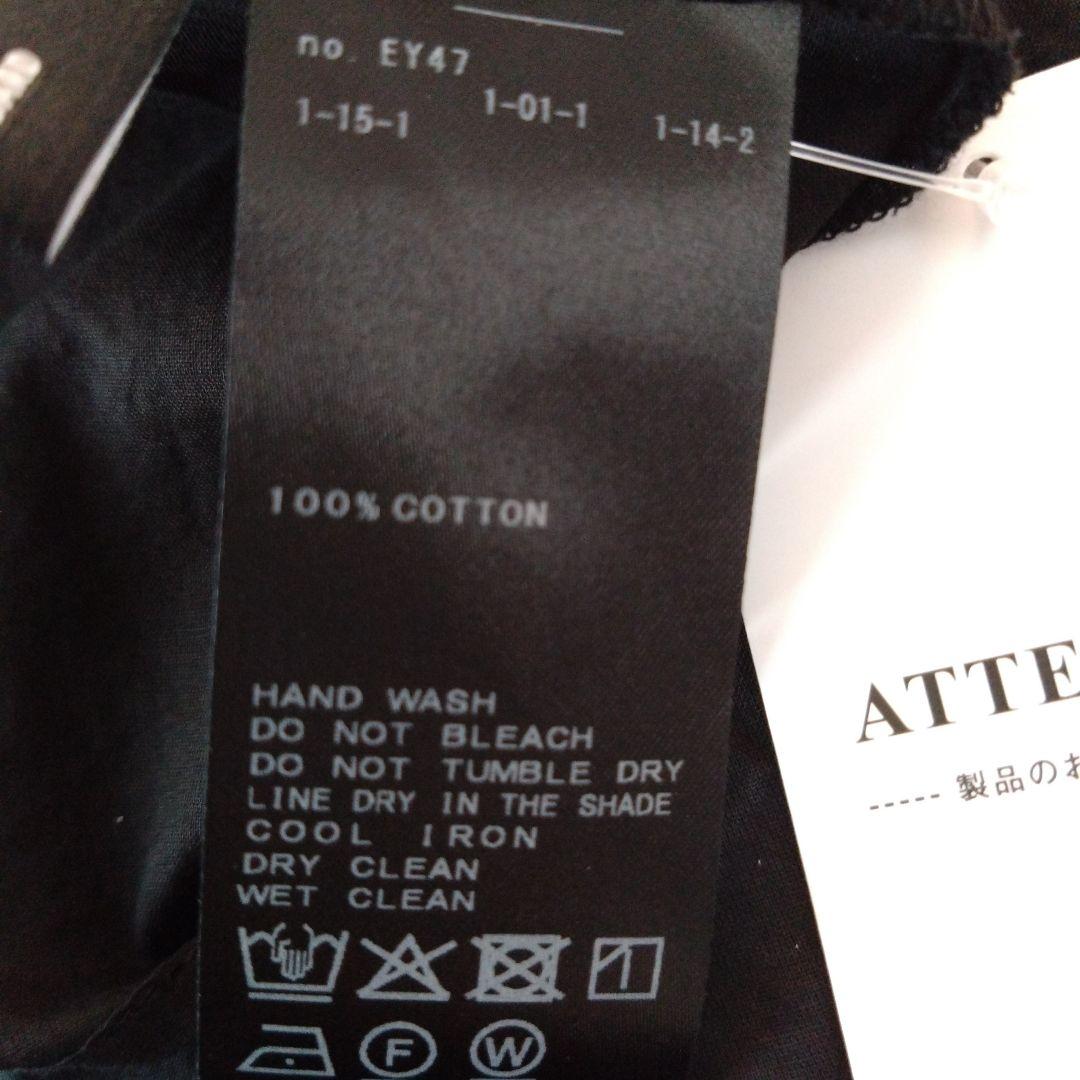 no. EY47
1-15-1 1-01-1 1-14-2
100% COTTON
HAND WASH
DO NOT BLEACH
DO NOT TUMBLE DRY
LINE DRY IN THE SHADE
COOL IRON
DRY CLEAN
WET CLEAN
F W
ATTE
----- 製品のお